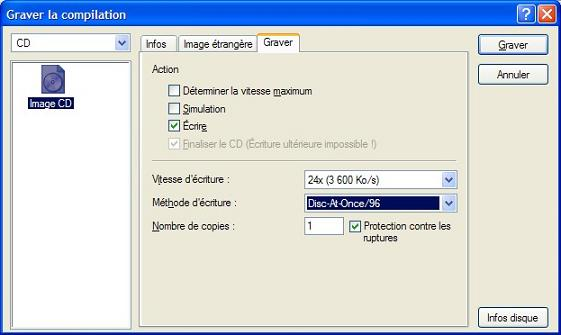 Graver la compilation
CD
Image CD
Infos
Image étrangère
Graver
Action
Déterminer la vitesse maximum
Simulation
Écrire
Finaliser le CD (Écriture ultérieure impossible !)
Vitesse d'écriture :
24x (3 600 Ko/s)
Méthode d'écriture :
Disc-At-Once/96
Nombre de copies :
1
Protection contre les
ruptures
Graver
Annuler
Infos disque